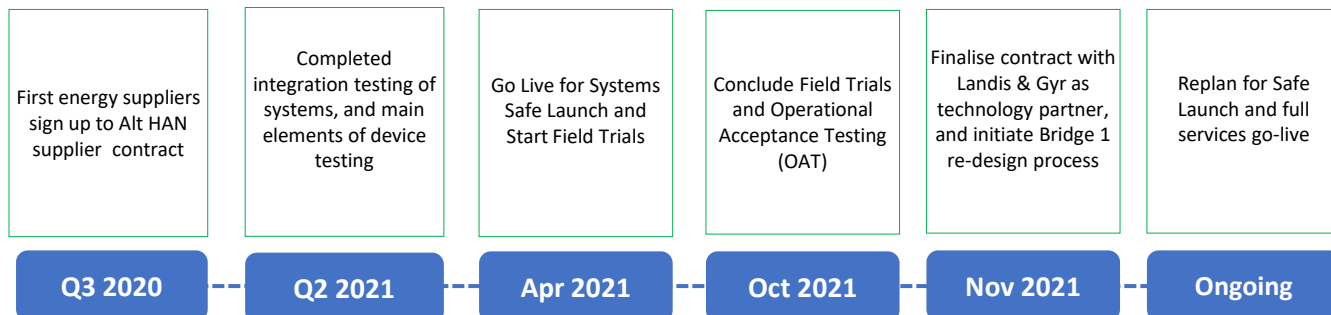 First energy suppliers
sign up to Alt HAN
supplier contract
Completed
integration testing of
systems, and main
elements of device
testing
Go Live for Systems
Safe Launch and
Start Field Trials
Conclude Field Trials
and Operational
Acceptance Testing
(OAT)
Finalise contract with
Landis & Gyr as
technology partner,
and initiate Bridge 1
re-design process
Replan for Safe
Launch and full
services go-live
Q3 2020
Q2 2021
Apr 2021
Oct 2021
Nov 2021
Ongoing